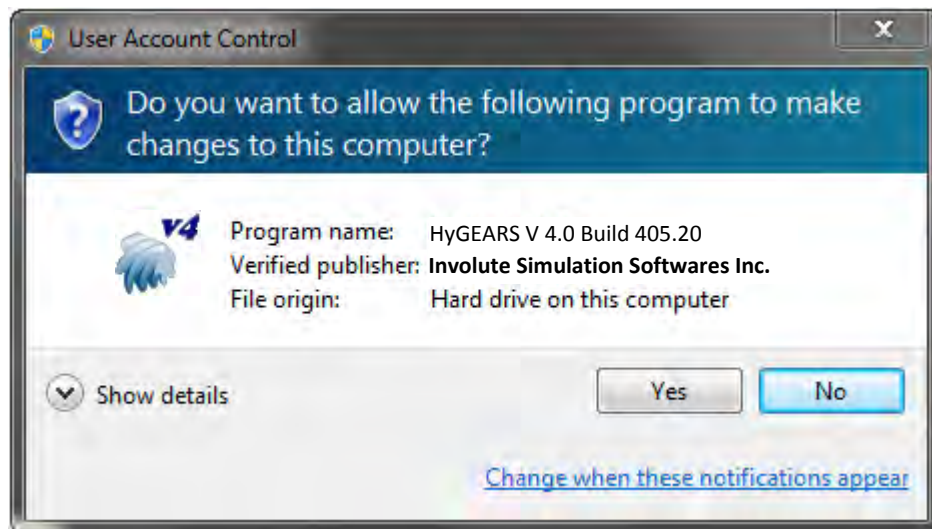 User Account Control
Do you want to allow the following program to make
changes to this computer?
v4
Program name: HyGEARS V 4.0 Build 405.20
Verified publisher: Involute Simulation Softwares Inc.
File origin: Hard drive on this computer
Show details
Yes No
Change when these notifications appear